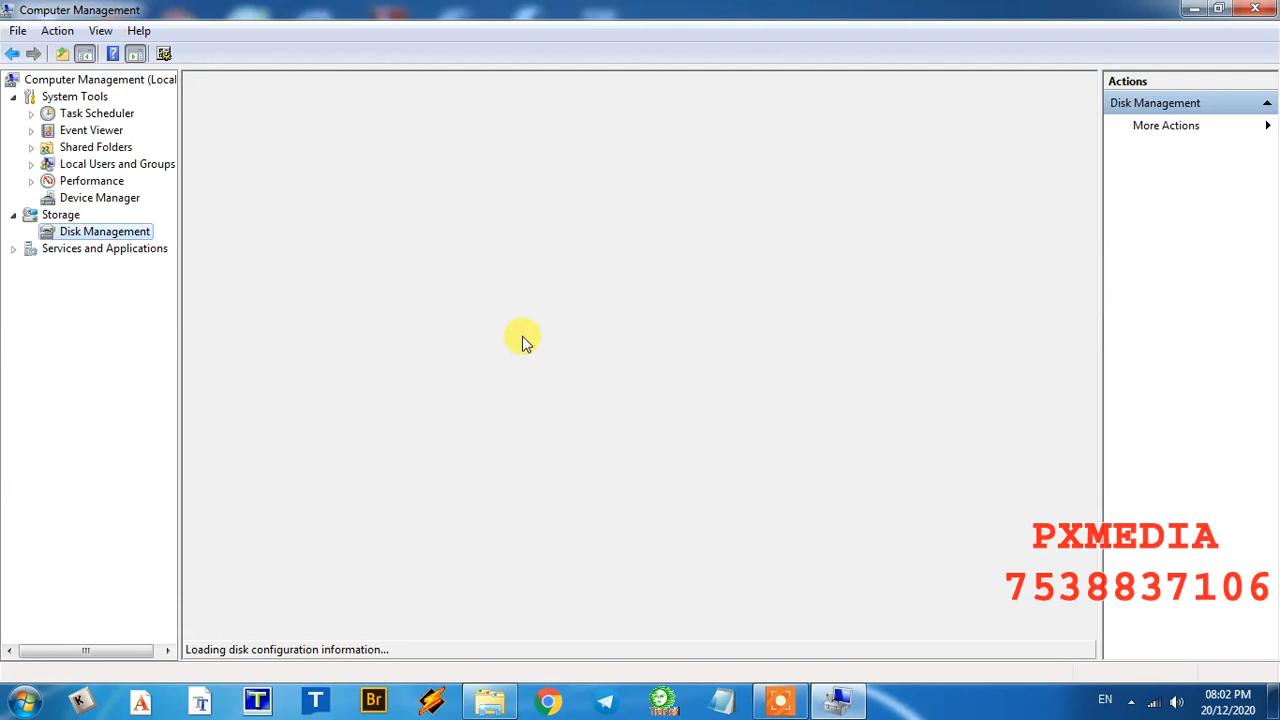 Computer Management
File Action View Help
Computer Management (Local
System Tools
Task Scheduler
Event Viewer
Shared Folders
Local Users and Groups
Performance
Device Manager
Storage
Disk Management
Services and Applications
Loading disk configuration information...
Actions
Disk Management
More Actions
PXMEDIA
7538837106
K A T T T Br
EN
08:02 PM
20/12/2020